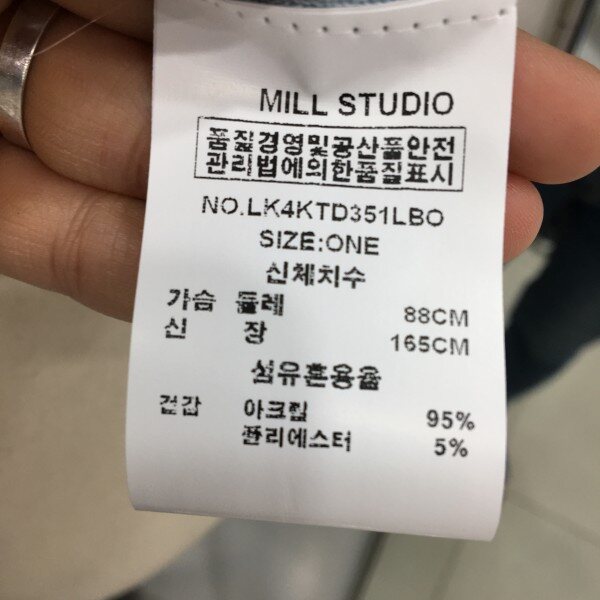 MILL STUDIO
품질경영및공산품안전
관리법에의한품질표시
NO.LK4KTD351LBO
SIZE:ONE
신체치수
가슴 둘레 88CM
신 장 165CM
섬유혼용율
겉감 아크릴 95%
폴리에스터 5%